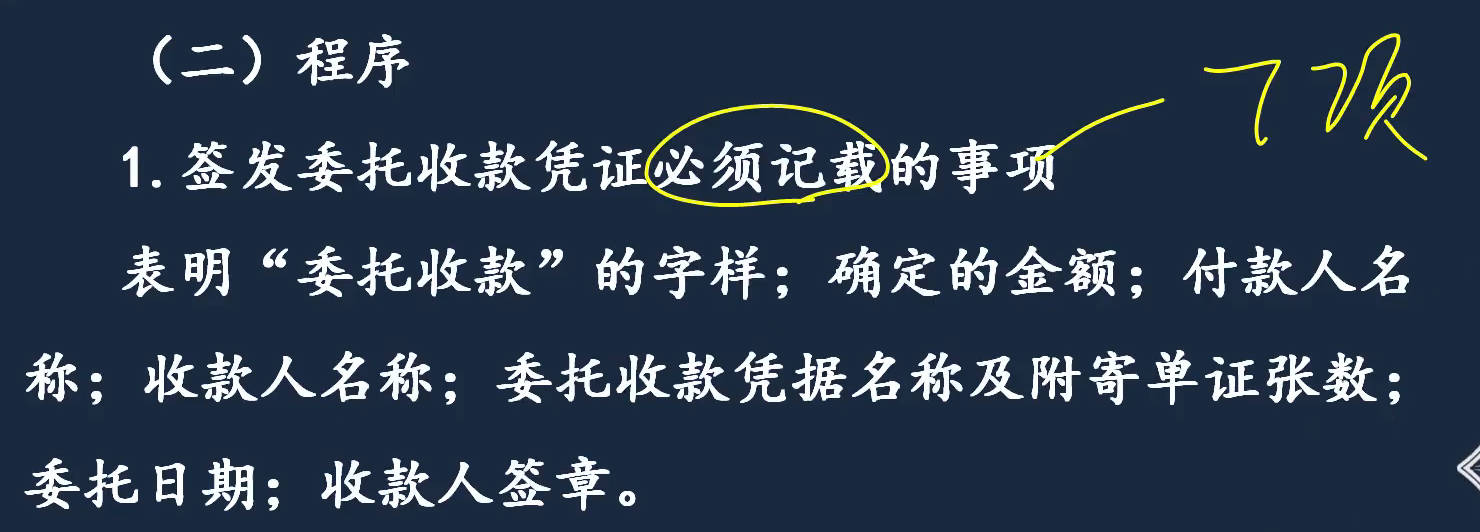 （二）程序
7项
1.签发委托收款凭证必须记载的事项
表明“委托收款”的字样；确定的金额；付款人名
称；收款人名称；委托收款凭据名称及附寄单证张数；
委托日期；收款人签章。